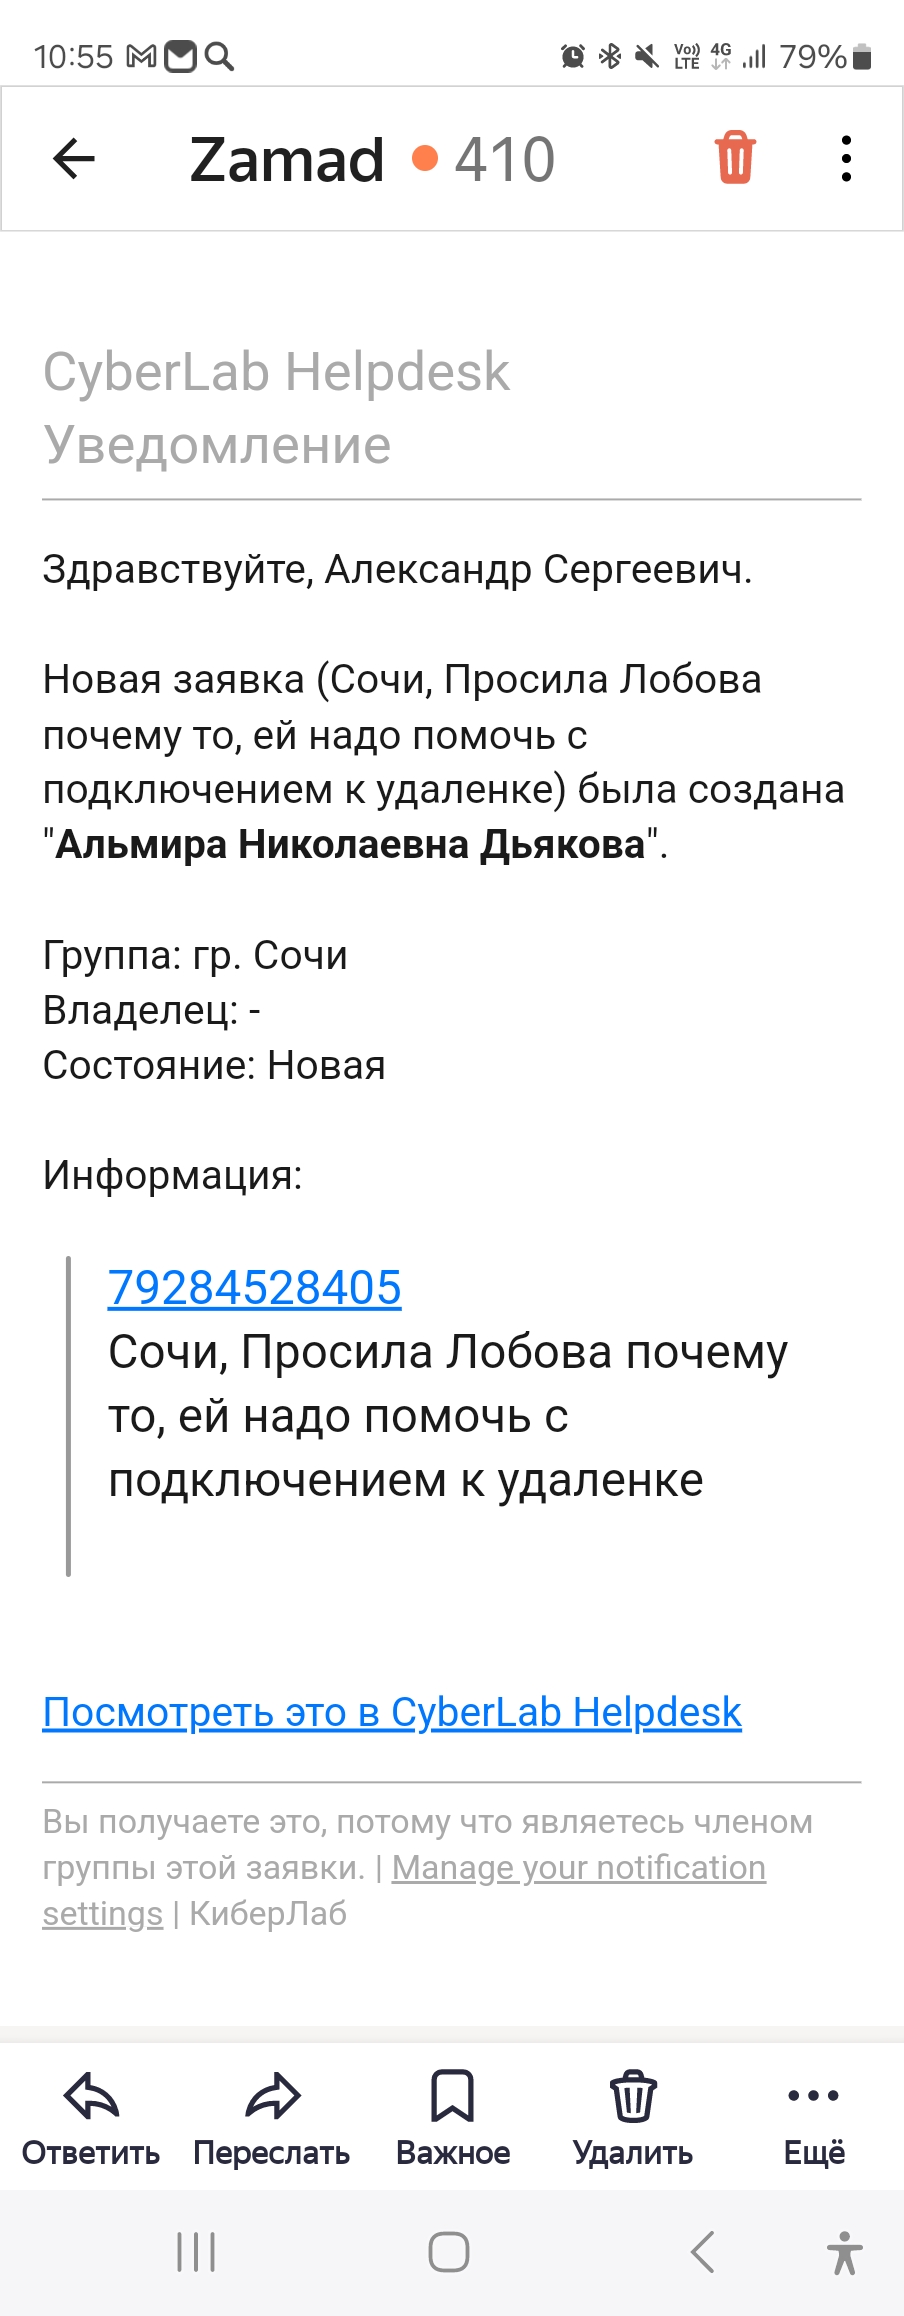 10:55
Vo)) LTE 4G 79%
Zamad 410
CyberLab Helpdesk
Уведомление
Здравствуйте, Александр Сергеевич.
Новая заявка (Сочи, Просила Лобова
почему то, ей надо помочь с
подключением к удаленке) была создана
"Альмира Николаевна Дьякова".
Группа: гр. Сочи
Владелец: -
Состояние: Новая
Информация:
79284528405
Сочи, Просила Лобова почему
то, ей надо помочь с
подключением к удаленке
Посмотреть это в CyberLab Helpdesk
Вы получаете это, потому что являетесь членом
группы этой заявки. | Manage your notification
settings | КиберЛаб
Ответить Переслать Важное Удалить Ещё